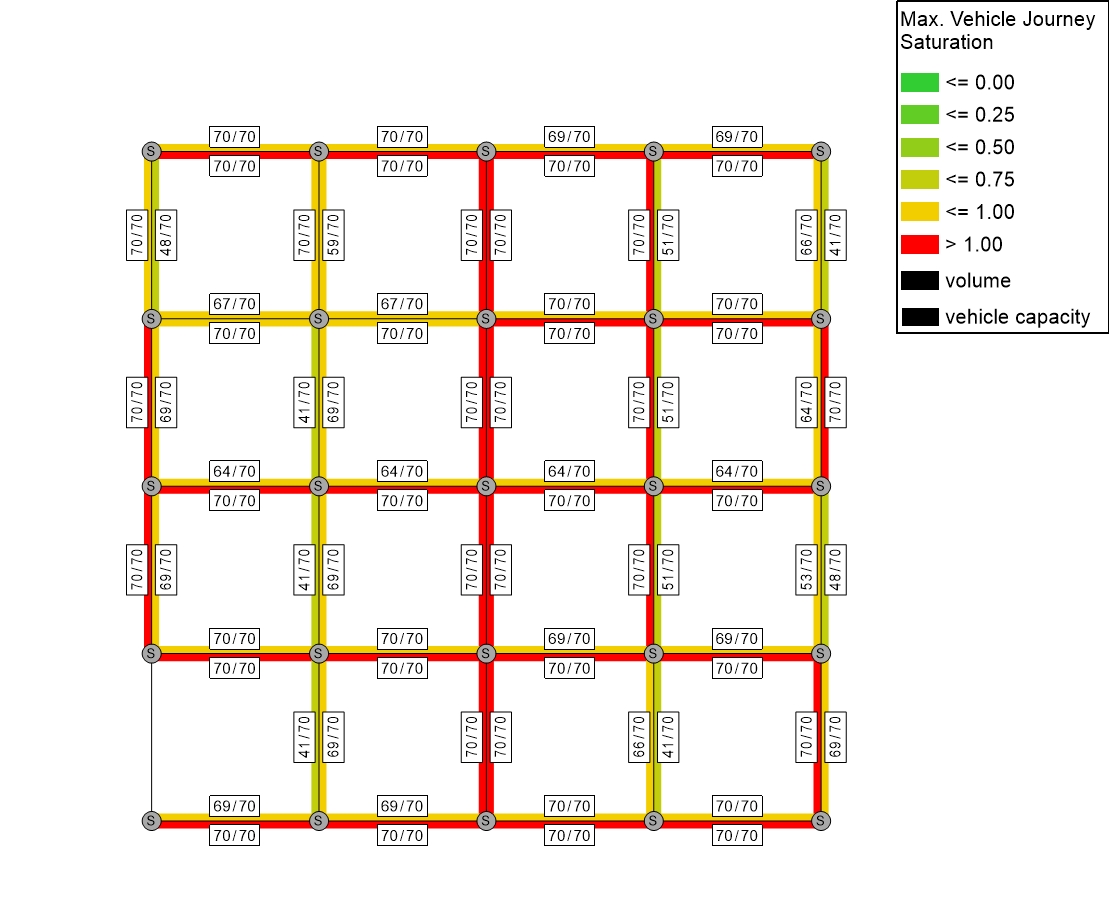 Max. Vehicle Journey
Saturation
<= 0.00
<= 0.25
<= 0.50
<= 0.75
<= 1.00
> 1.00
volume
vehicle capacity
70/70 70/70 69/70 69/70
S S S S S
70/70 70/70 70/70 70/70
70/70 48/70 70/70 59/70 70/70 70/70 70/70 51/70 66/70 41/70
67/70 67/70 70/70 70/70
S S S S S
70/70 70/70 70/70 70/70
70/70 69/70 41/70 69/70 70/70 70/70 70/70 51/70 64/70 70/70
64/70 64/70 64/70 64/70
S S S S S
70/70 70/70 70/70 70/70
70/70 69/70 41/70 69/70 70/70 70/70 70/70 51/70 53/70 48/70
70/70 70/70 69/70 69/70
S S S S S
70/70 70/70 70/70 70/70
41/70 69/70 70/70 70/70 66/70 41/70 70/70 69/70
69/70 69/70 70/70 70/70
S S S S S
70/70 70/70 70/70 70/70